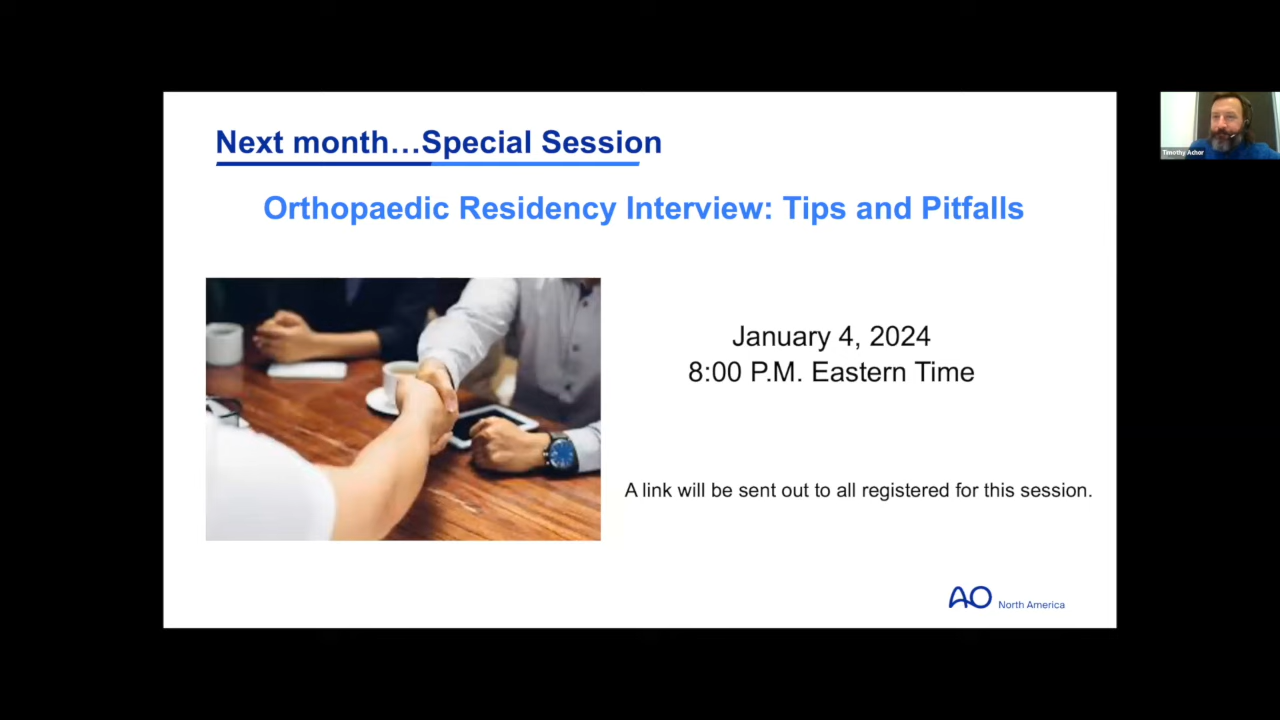 Next month…Special Session
Orthopaedic Residency Interview: Tips and Pitfalls
January 4, 2024
8:00 P.M. Eastern Time
A link will be sent out to all registered for this session.
AO North America
Timothy Achor